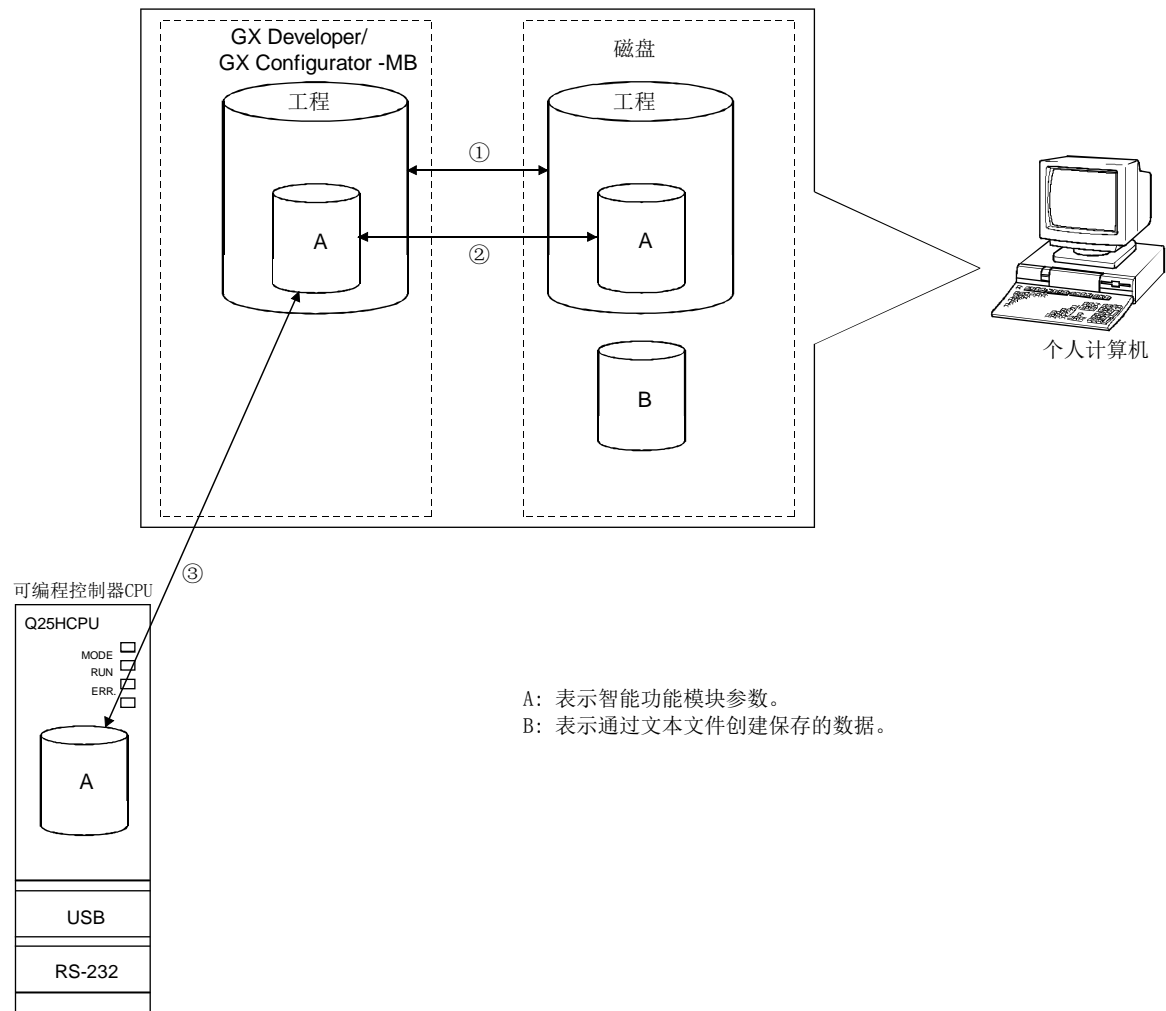 GX Developer/
GX Configurator -MB
磁盘
工程
工程
①
A
A
②
B
个人计算机
③
可编程控制器CPU
Q25HCPU
MODE
RUN
ERR.
A
USB
RS-232
A: 表示智能功能模块参数。
B: 表示通过文本文件创建保存的数据。